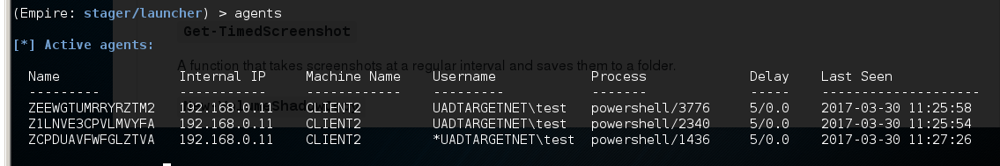 (Empire: stager/launcher) > agents
Get-TimedScreenshot
[*] Active agents:
A function that takes screenshots at a regular interval and saves them to a folder.
Name Internal IP Machine Name Username Process Delay Last Seen
--------- ----------- ------------ --------- ------- ----- --------------------
ZEEWGTUMRRYRZTM2 192.168.0.11 CLIENT2 UADTARGETNET\test powershell/3776 5/0.0 2017-03-30 11:25:58
Z1LNVE3CPVLMVYFA 192.168.0.11 CLIENT2 UADTARGETNET\test powershell/2340 5/0.0 2017-03-30 11:25:54
ZCPDUAVFWFGLZTVA 192.168.0.11 CLIENT2 *UADTARGETNET\test powershell/1436 5/0.0 2017-03-30 11:27:26